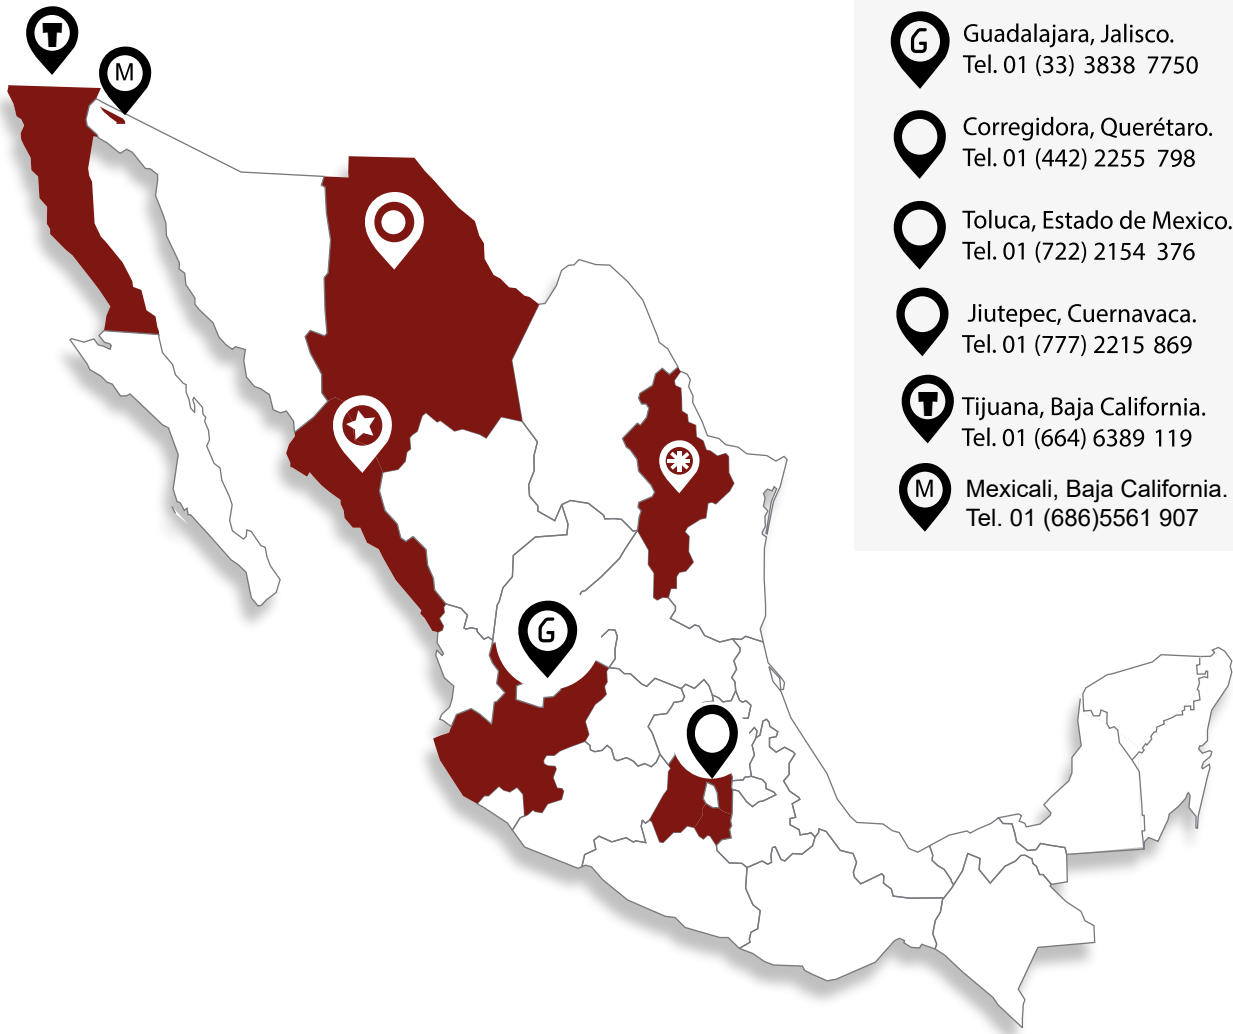 T
M
G
G
Guadalajara, Jalisco.
Tel. 01 (33) 3838 7750
Corregidora, Querétaro.
Tel. 01 (442) 2255 798
Toluca, Estado de Mexico.
Tel. 01 (722) 2154 376
Jiutepec, Cuernavaca.
Tel. 01 (777) 2215 869
T
Tijuana, Baja California.
Tel. 01 (664) 6389 119
M
Mexicali, Baja California.
Tel. 01 (686)5561 907